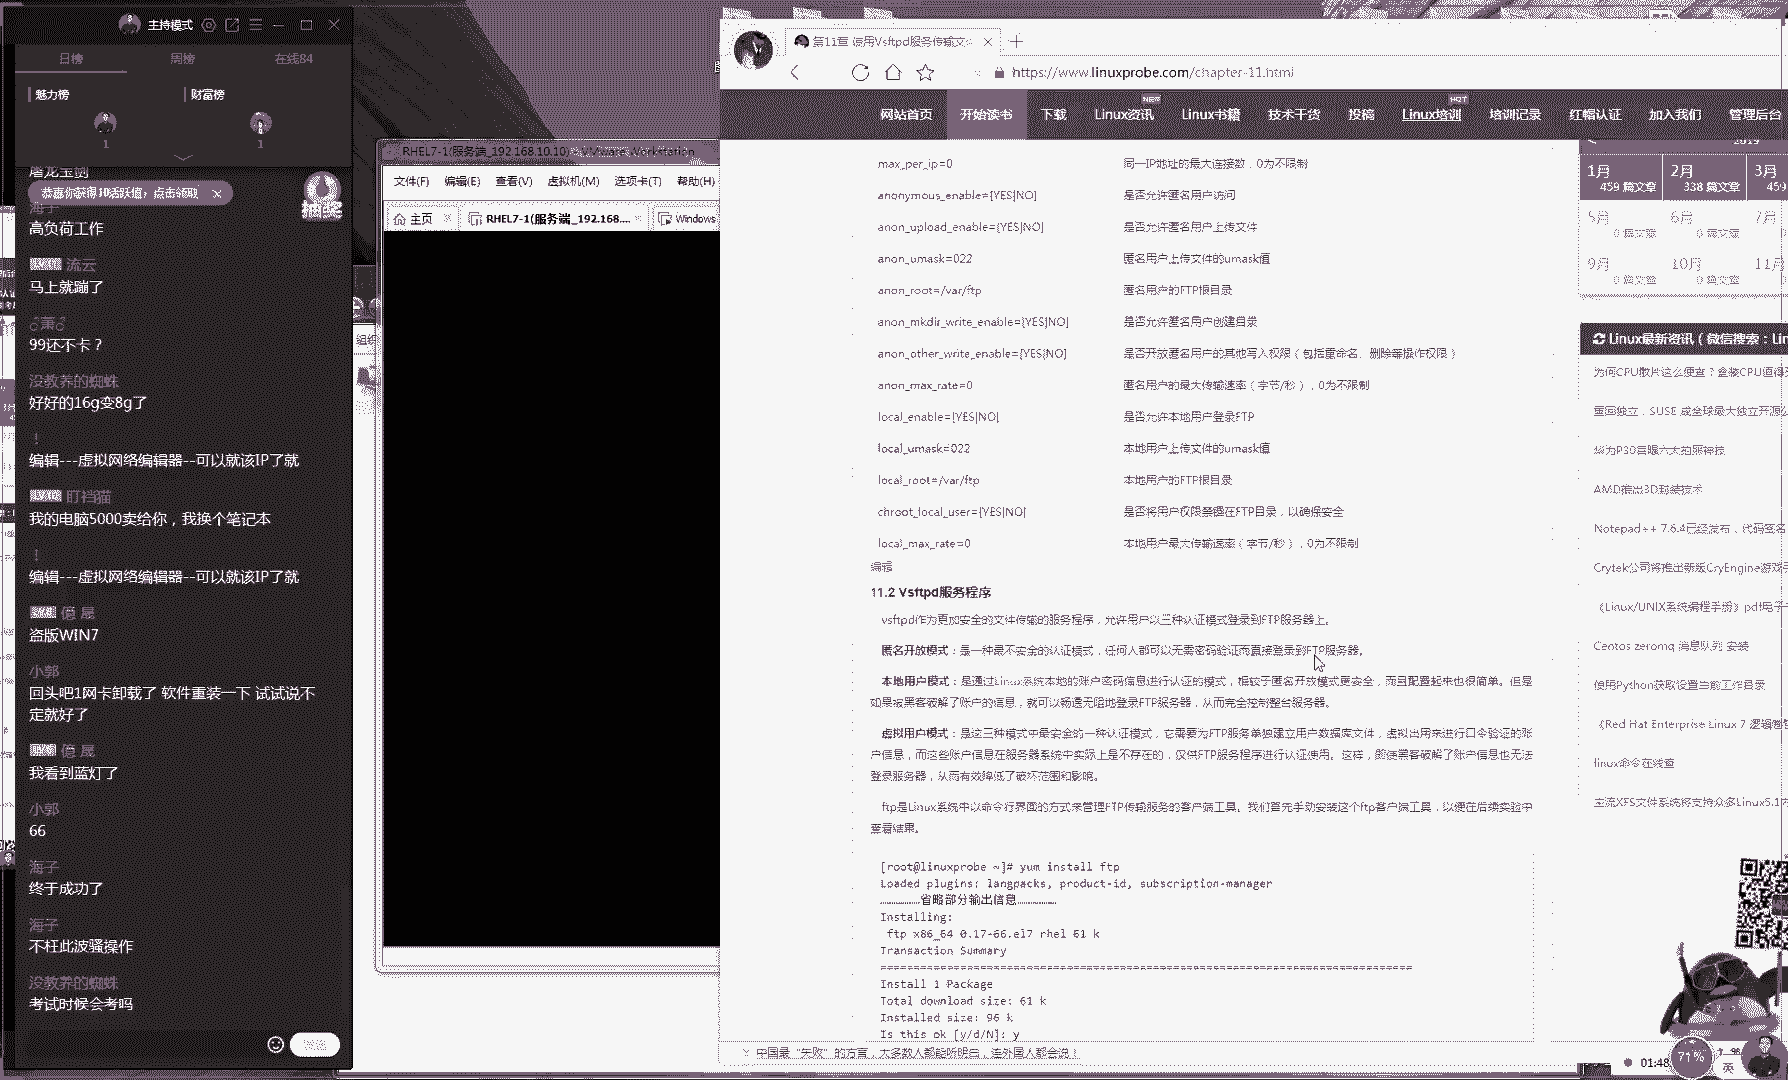 主持模式
日榜
周榜
在线84
魅力榜
财富榜
1
1
屠龙宝刀
恭喜你获得10活跃值，点击领取
抽奖
海子
高负荷工作
流云
马上就蹦了
99还不卡？
没教养的蜘蛛
好好的16g变8g了
!
编辑---虚拟网络编辑器--可以就该IP了就
盯裆猫
我的电脑5000卖给你，我换个笔记本
!
编辑---虚拟网络编辑器--可以就该IP了就
億 晟
盗版WIN7
小郭
回头吧1网卡卸载了 软件重装一下 试试说不
定就好了
億 晟
我看到蓝灯了
小郭
66
海子
终于成功了
海子
不枉此波骚操作
没教养的蜘蛛
考试时候会考吗
RHEL7-1(服务端_192.168.10.10) - VMware Workstation
文件(F)
编辑(E)
查看(V)
虚拟机(M)
选项卡(T)
帮助(H)
主页
RHEL7-1(服务端_192.168....
Windows
第11章 使用Vsftpd服务传输文
https://www.linuxprobe.com/chapter-11.html
网站首页
开始读书
下载
Linux资讯
NEW
Linux书籍
技术干货
投稿
Linux培训
HOT
培训记录
红帽认证
加入我们
管理后台
max_per_ip=0 同一IP地址的最大连接数，0为不限制
anonymous_enable=[YES|NO] 是否允许匿名用户访问
anon_upload_enable=[YES|NO] 是否允许匿名用户上传文件
anon_umask=022 匿名用户上传文件的umask值
anon_root=/var/ftp 匿名用户的FTP根目录
anon_mkdir_write_enable=[YES|NO] 是否允许匿名用户创建目录
anon_other_write_enable=[YES|NO] 是否开放匿名用户的其他写入权限（包括重命名、删除等操作权限）
anon_max_rate=0 匿名用户的最大传输速率（字节/秒），0为不限制
local_enable=[YES|NO] 是否允许本地用户登录FTP
local_umask=022 本地用户上传文件的umask值
local_root=/var/ftp 本地用户的FTP根目录
chroot_local_user=[YES|NO] 是否将用户权限禁锢在FTP目录，以确保安全
local_max_rate=0 本地用户最大传输速率（字节/秒），0为不限制
编辑
11.2 Vsftpd服务程序
vsftpd作为更加安全的文件传输的服务程序，允许用户以三种认证模式登录到FTP服务器上。
匿名开放模式：是一种最不安全的认证模式，任何人都可以无需密码验证而直接登录到FTP服务器。
本地用户模式：是通过Linux系统本地的账户密码信息进行认证的模式，相较于匿名开放模式更安全，而且配置起来也很简单。但是
如果被黑客破解了账户的信息，就可以畅通无阻地登录FTP服务器，从而完全控制整台服务器。
虚拟用户模式：是这三种模式中最安全的一种认证模式，它需要为FTP服务单独建立用户数据库文件，虚拟出用来进行口令验证的账
户信息，而这些账户信息在服务器系统中实际上是不存在的，仅供FTP服务程序进行认证使用。这样，即使黑客破解了账户信息也无法
登录服务器，从而有效降低了破坏范围和影响。
ftp是Linux系统中以命令行界面的方式来管理FTP传输服务的客户端工具。我们首先手动安装这个ftp客户端工具，以便在后续实验中
查看结果。
[root@linuxprobe ~]# yum install ftp
Loaded plugins: langpacks, product-id, subscription-manager
………………省略部分输出信息………………
Installing:
ftp x86_64 0.17-66.el7 rhel 61 k
Transaction Summary
================================================================================
Install 1 Package
Total download size: 61 k
Installed size: 96 k
Is this ok [y/d/N]: y
中国最“失败”的方言，大多数人都能听明白，连外国人都会说！
2019
1月
459 篇文章
2月
338 篇文章
3月
5月
0 篇文章
6月
0 篇文章
7月
9月
0 篇文章
10月
0 篇文章
11月
Linux最新资讯（微信搜索：Lin
为何CPU散片这么便宜？盒装CPU值得
重回独立，SUSE 成全球最大独立开源
华为P30曝六大拍照神技
AMD推出3D封装技术
Notepad++ 7.6.4已经发布，代码签名
Crytek公司将推出新版CryEngine游戏
《Linux/UNIX系统编程手册》pdf电子
Centos zeromq 消息队列 安装
使用Python获取设置当前工作目录
《Red Hat Enterprise Linux 7 逻辑卷
linux命令在线查
主流XFS文件系统将支持众多Linux5.1
01:48
71%
英